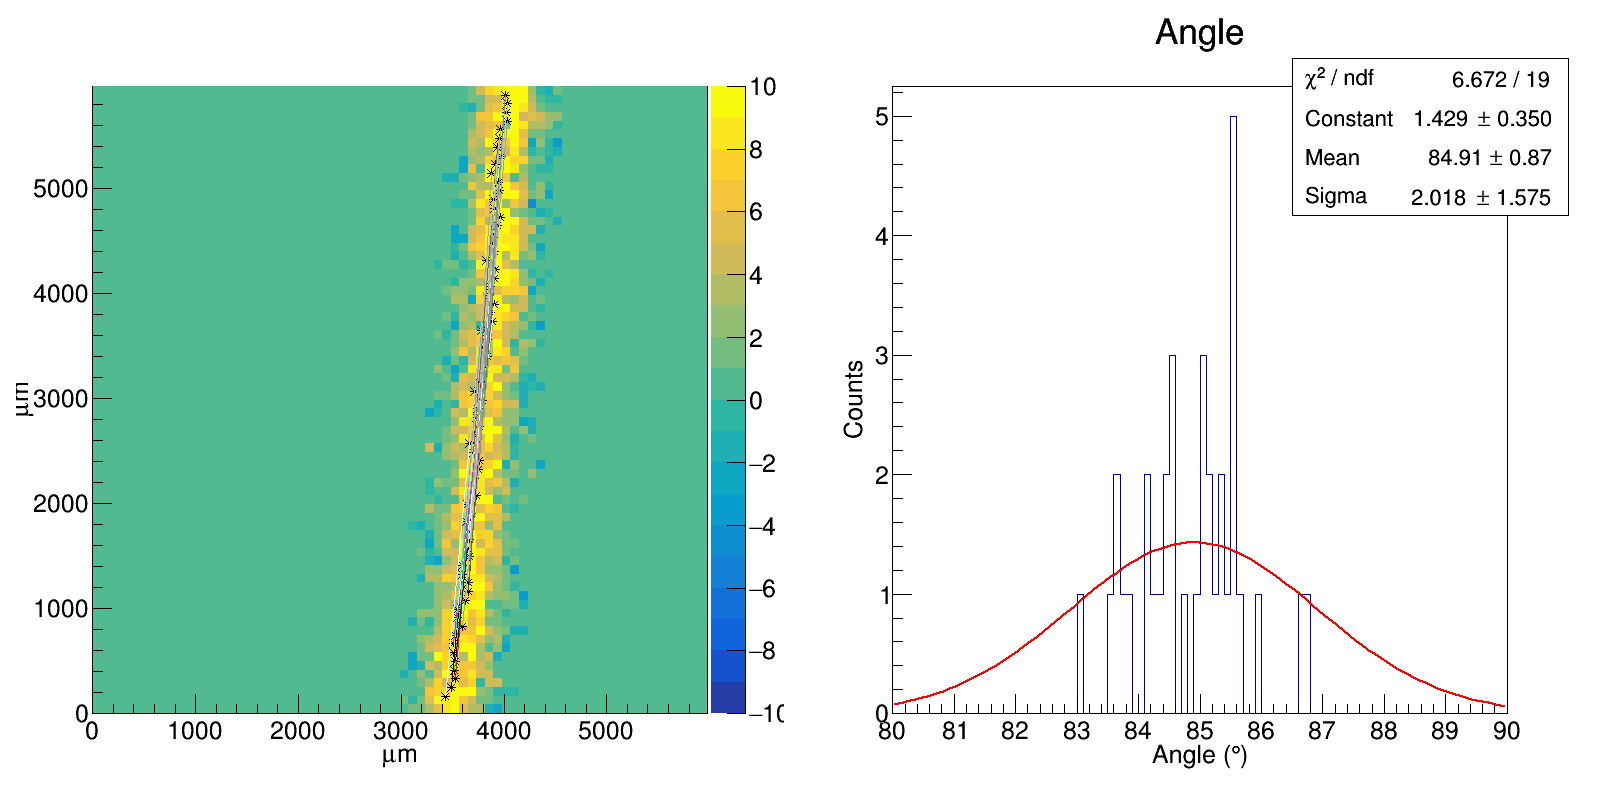 Angle
χ² / ndf 6.672 / 19
Constant 1.429 ± 0.350
Mean 84.91 ± 0.87
Sigma 2.018 ± 1.575
µm
5000
4000
3000
2000
1000
0
0 1000 2000 3000 4000 5000
µm
10
8
6
4
2
0
−2
−4
−6
−8
−10
Counts
5
4
3
2
1
0
80 81 82 83 84 85 86 87 88 89 90
Angle (°)